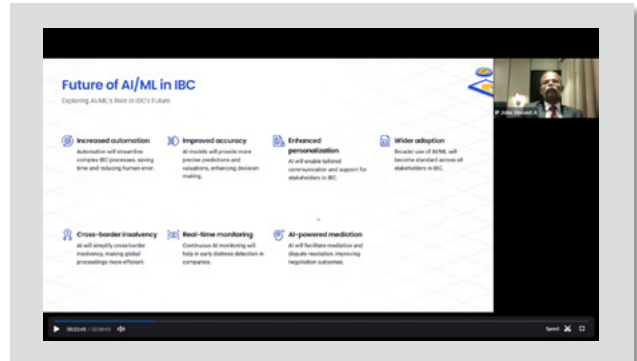 Future of AI/ML in IBC
Exploring AI/ML's Role in IBC's Future
Increased automation
Automation will streamline
complex IBC processes, saving
time and reducing human error.
Improved accuracy
AI models will provide more
precise predictions and
valuations, enhancing decision
making.
Enhanced
personalization
AI will enable tailored
communication and support for
stakeholders in IBC.
Wider adoption
Broader use of AI/ML will
become standard across all
stakeholders in IBC.
Cross-border insolvency
AI will simplify cross-border
insolvency, making global
proceedings more efficient.
Real-time monitoring
Continuous AI monitoring will
help in early distress detection in
companies.
AI-powered mediation
AI will facilitate mediation and
dispute resolution, improving
negotiation outcomes.
IP John Vincent A
Speed